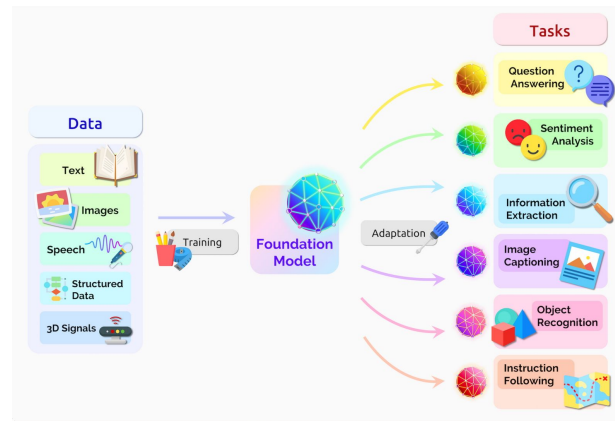 Tasks
Question
Answering
Data
Sentiment
Analysis
Text
Images
Information
Extraction
Training
Adaptation
Foundation
Model
Speech
Image
Captioning
Structured
Data
Object
Recognition
3D Signals
Instruction
Following